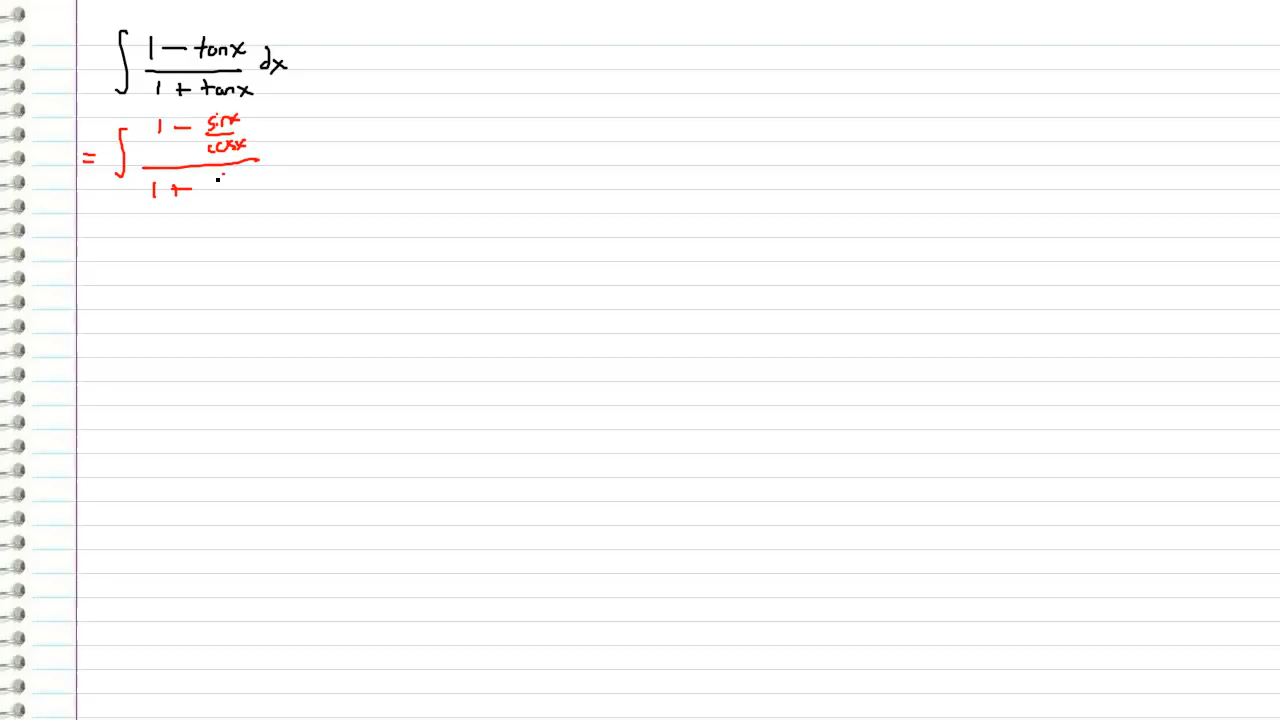 ∫ (1 − tanx)/(1 + tanx) dx
= ∫ (1 − sinx/cosx)/(1 +